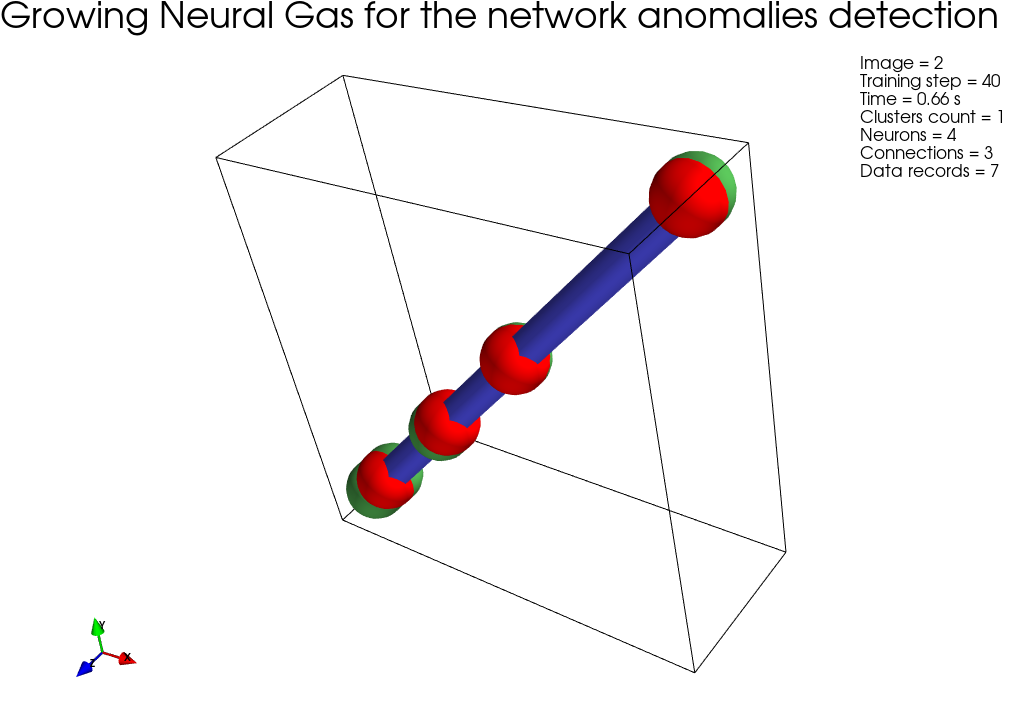 Growing Neural Gas for the network anomalies detection
Image = 2
Training step = 40
Time = 0.66 s
Clusters count = 1
Neurons = 4
Connections = 3
Data records = 7
Y
Z
X